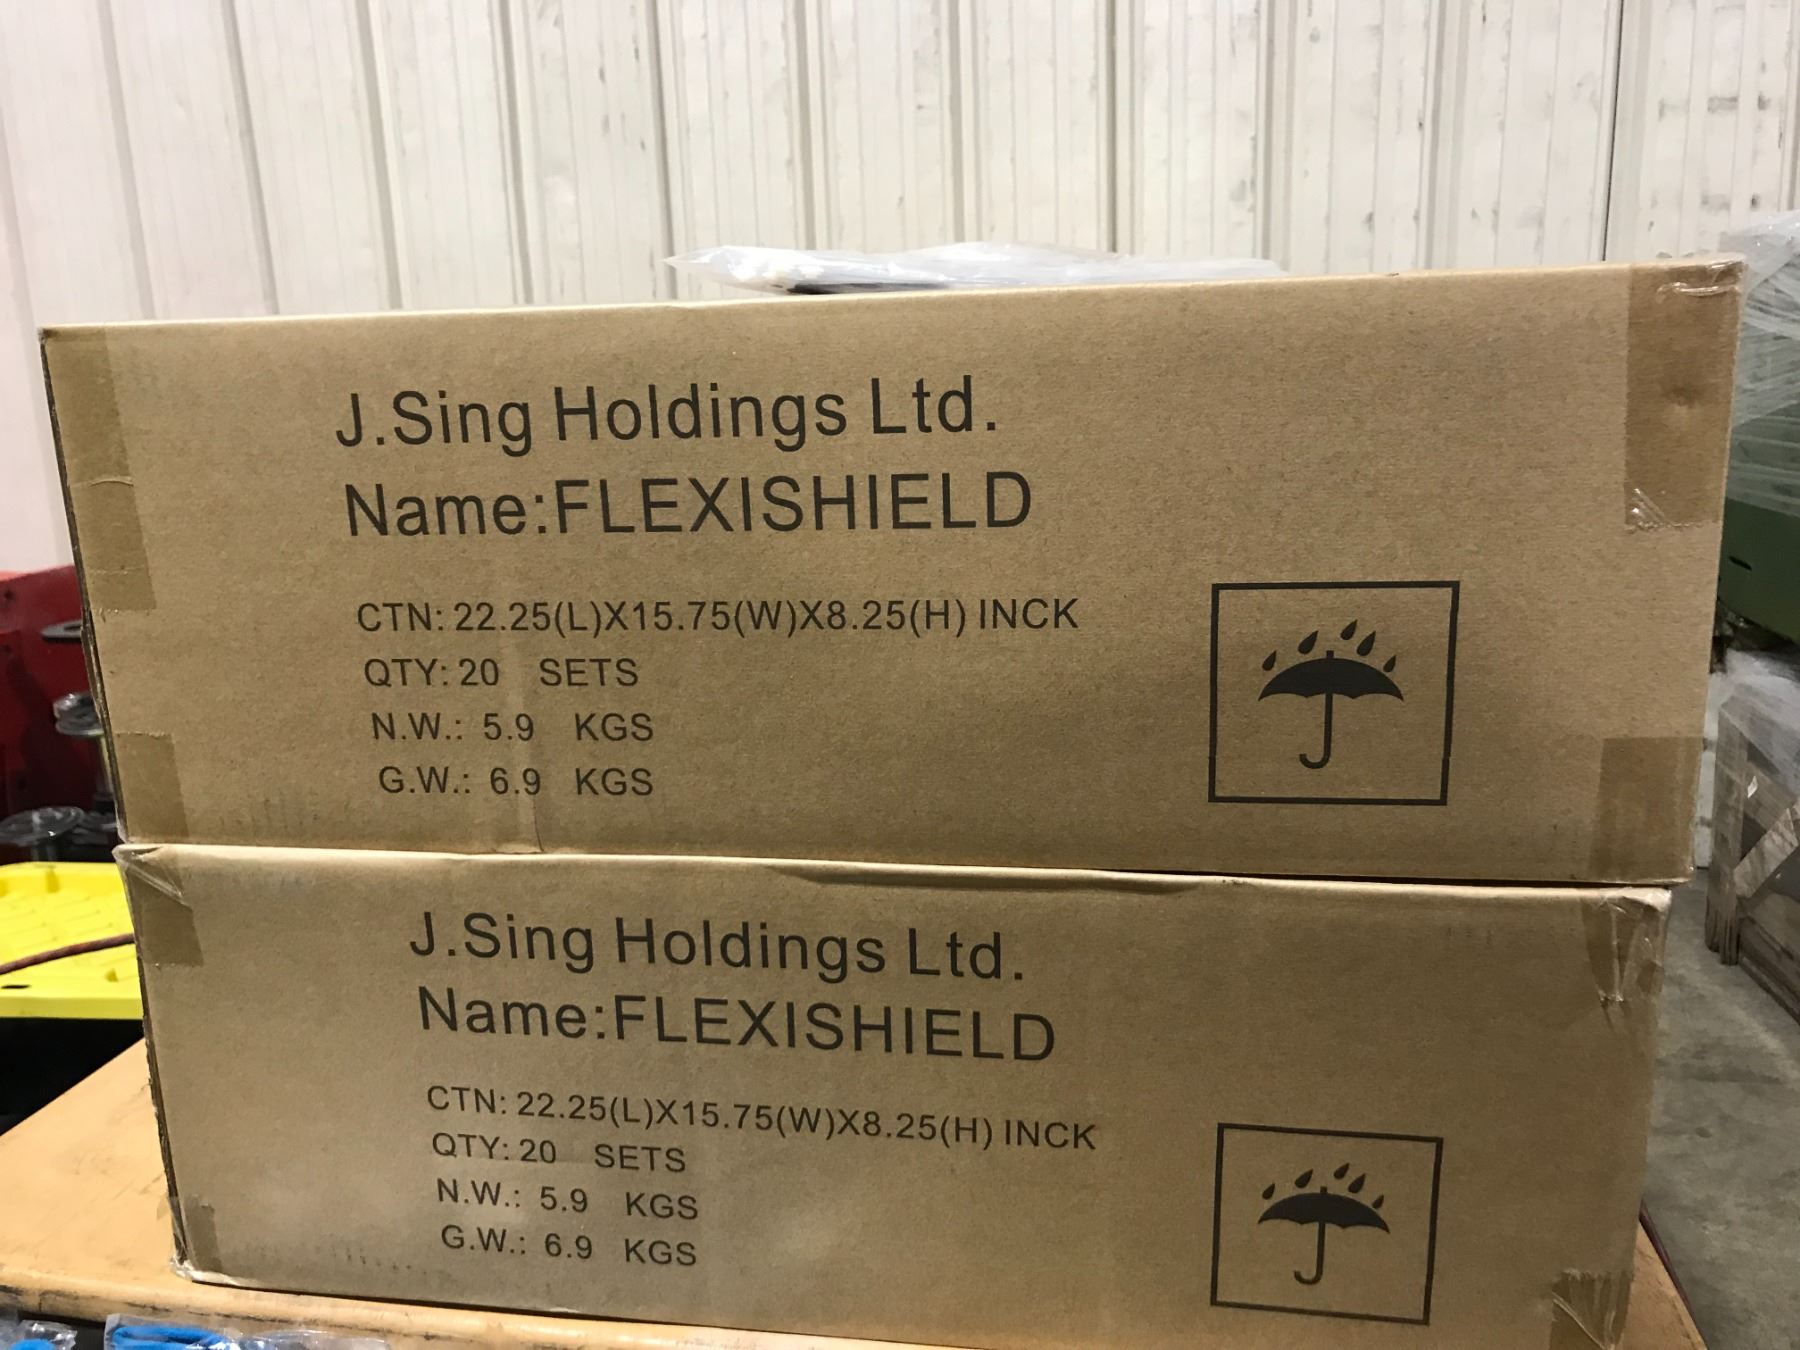 J.Sing Holdings Ltd.
Name:FLEXISHIELD
CTN: 22.25(L)X15.75(W)X8.25(H) INCK
QTY: 20 SETS
N.W.: 5.9 KGS
G.W.: 6.9 KGS
J.Sing Holdings Ltd.
Name:FLEXISHIELD
CTN: 22.25(L)X15.75(W)X8.25(H) INCK
QTY: 20 SETS
N.W.: 5.9 KGS
G.W.: 6.9 KGS